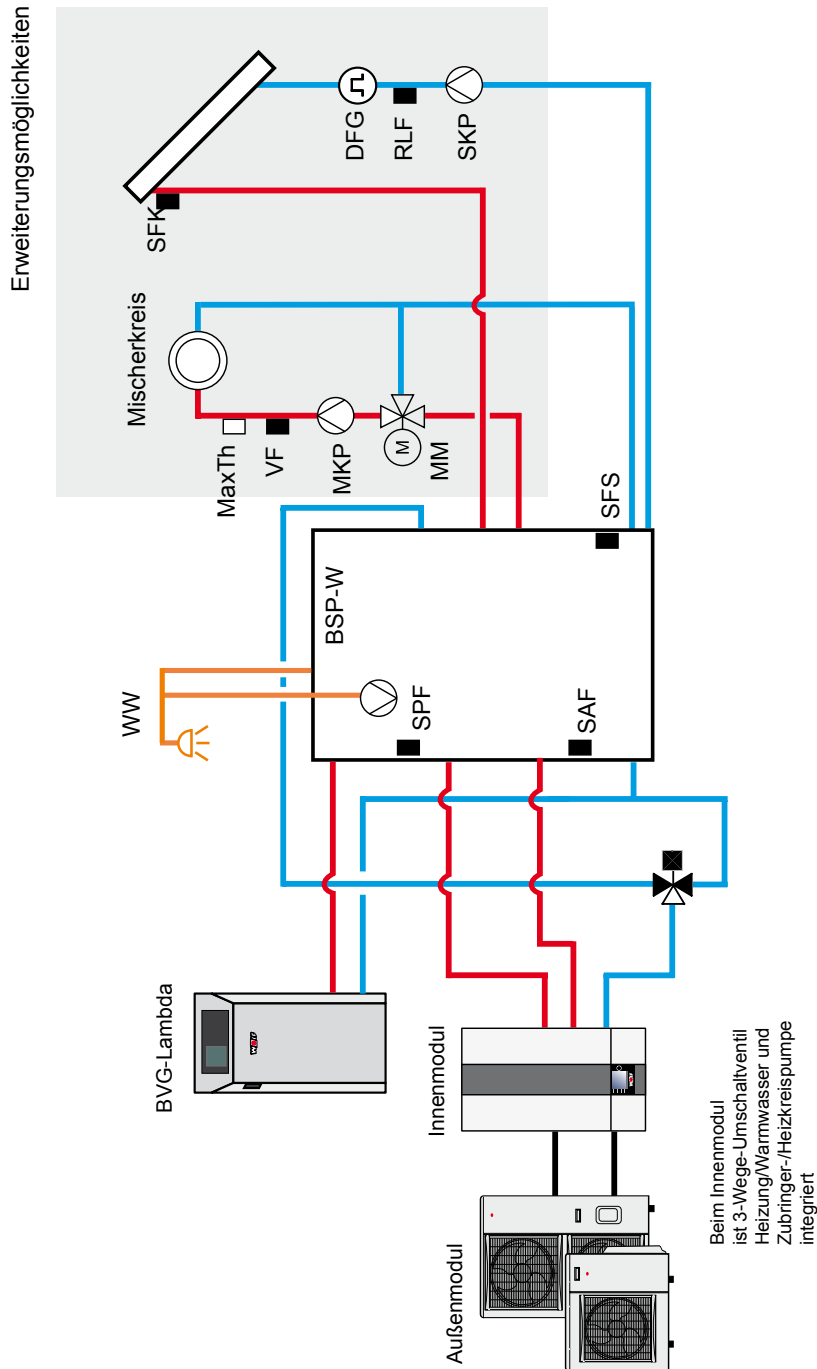 Erweiterungsmöglichkeiten
SFK
DFG
RLF
SKP
Mischerkreis
MaxTh
VF
MKP
M
MM
WW
BSP-W
SPF
SAF
SFS
BVG-Lambda
WOLF
Innenmodul
Außenmodul
Beim Innenmodul
ist 3-Wege-Umschaltventil
Heizung/Warmwasser und
Zubringer-/Heizkreispumpe
integriert